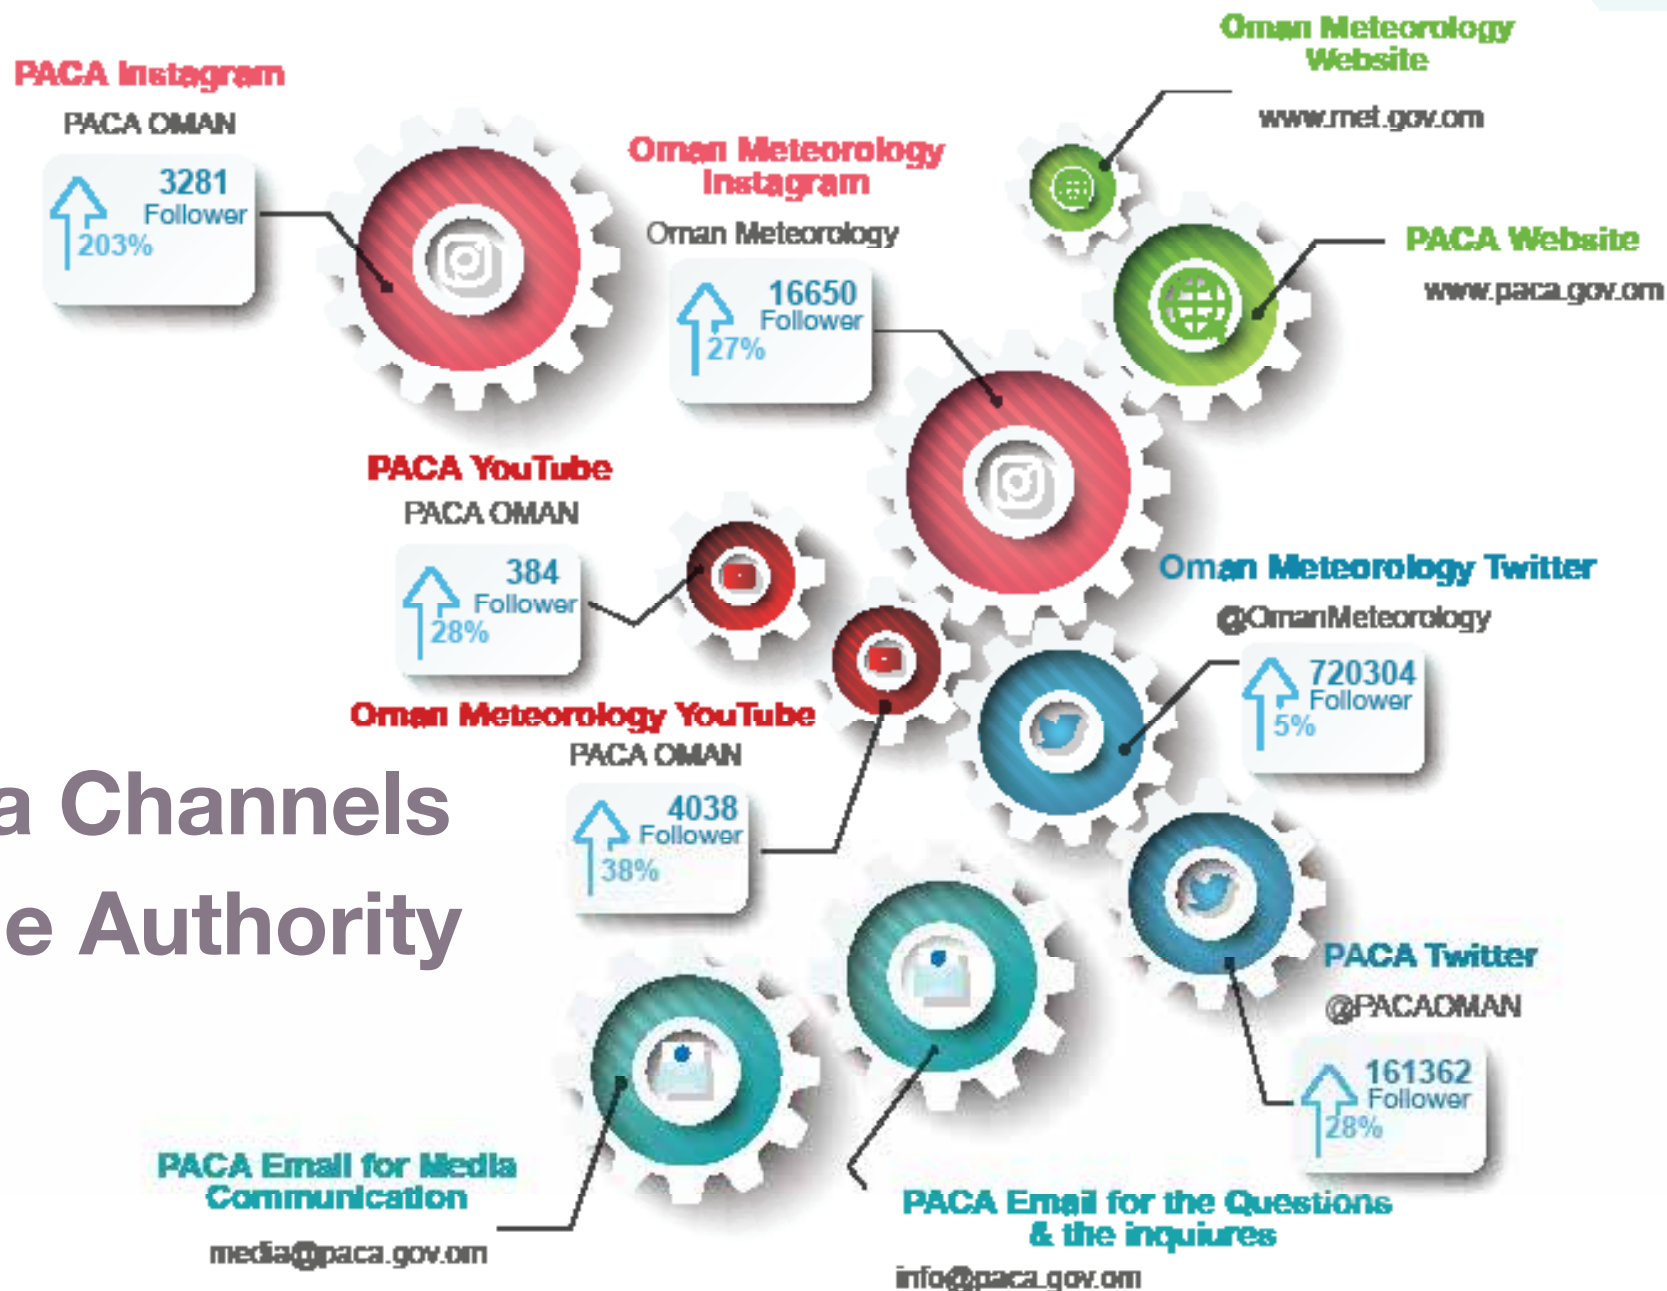 Oman Meteorology
Website
www.met.gov.om
PACA Instagram
PACA OMAN
3281
Follower
203%
Oman Meteorology
Instagram
Oman Meteorology
16650
Follower
27%
PACA Website
www.paca.gov.om
PACA YouTube
PACA OMAN
384
Follower
28%
Oman Meteorology Twitter
@OmanMeteorology
720304
Follower
5%
Oman Meteorology YouTube
PACA OMAN
4038
Follower
38%
a Channels
e Authority
PACA Twitter
@PACAOMAN
161362
Follower
28%
PACA Email for Media
Communication
media@paca.gov.om
PACA Email for the Questions
& the inquiures
info@paca.gov.om